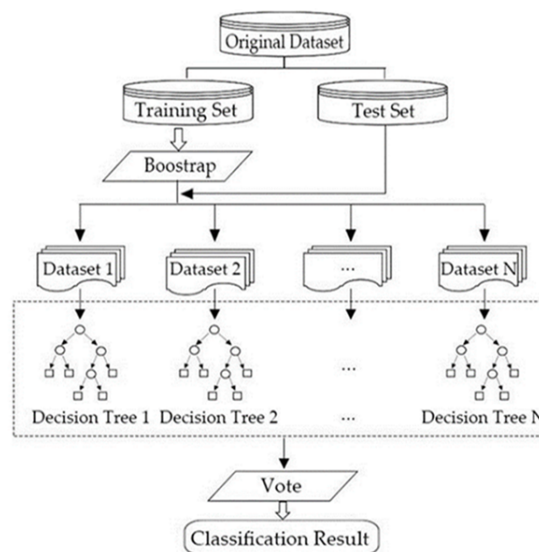 Original Dataset
Training Set
Test Set
Boostrap
Dataset 1
Dataset 2
...
Dataset N
...
Decision Tree 1
Decision Tree 2
...
Decision Tree N
Vote
Classification Result